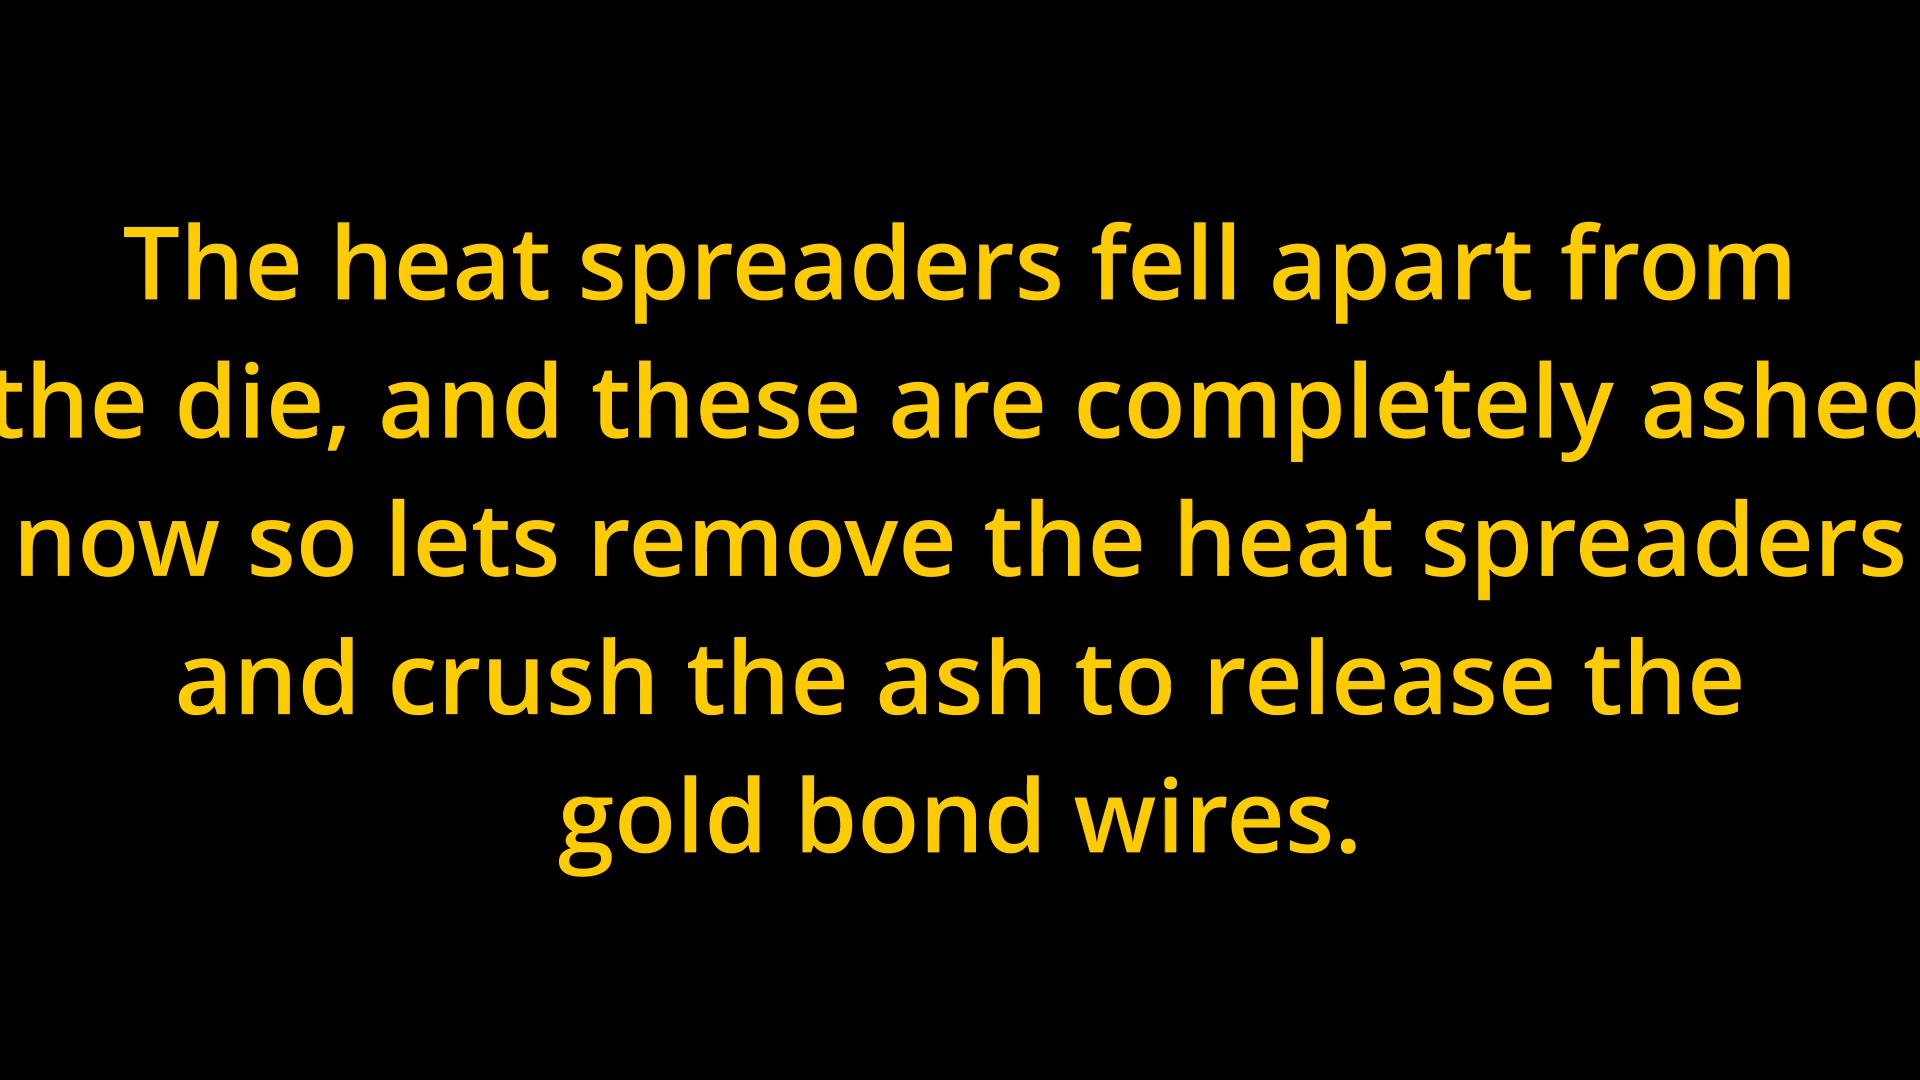 The heat spreaders fell apart from
the die, and these are completely ashed
now so lets remove the heat spreaders
and crush the ash to release the
gold bond wires.